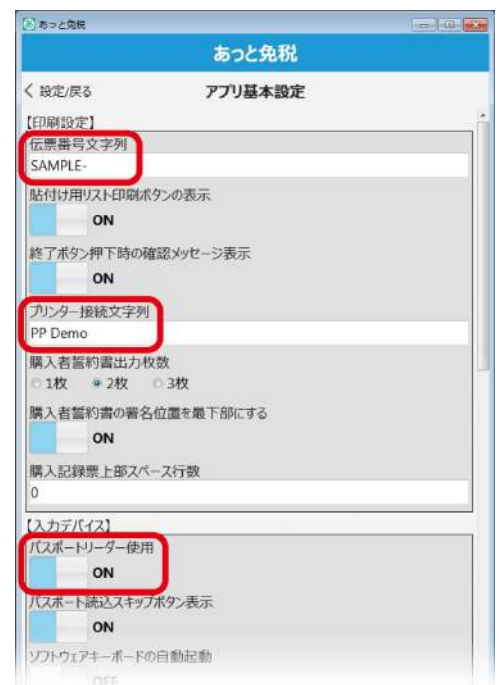 あっと免税
あっと免税
設定/戻る アプリ基本設定
【印刷設定】
伝票番号文字列
SAMPLE-
貼付け用リスト印刷ボタンの表示
ON
終了ボタン押下時の確認メッセージ表示
ON
プリンター接続文字列
PP Demo
購入者誓約書出力枚数
1枚 2枚 3枚
購入者誓約書の署名位置を最下部にする
ON
購入記録票上部スペース行数
0
【入力デバイス】
パスポートリーダー使用
ON
パスポート読込スキップボタン表示
ON
ソフトウェアキーボードの自動起動
OFF